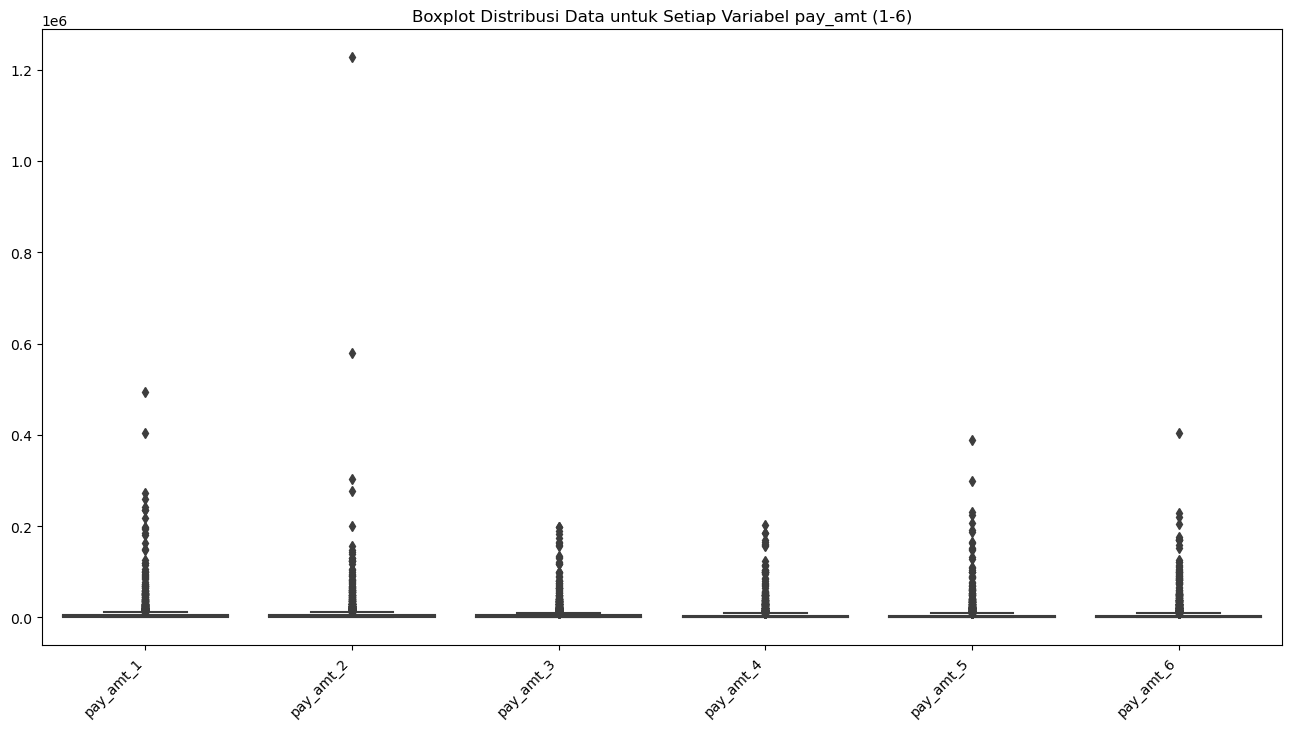 Boxplot Distribusi Data untuk Setiap Variabel pay_amt (1-6)
1e6
1.2
1.0
0.8
0.6
0.4
0.2
0.0
pay_amt_1
pay_amt_2
pay_amt_3
pay_amt_4
pay_amt_5
pay_amt_6